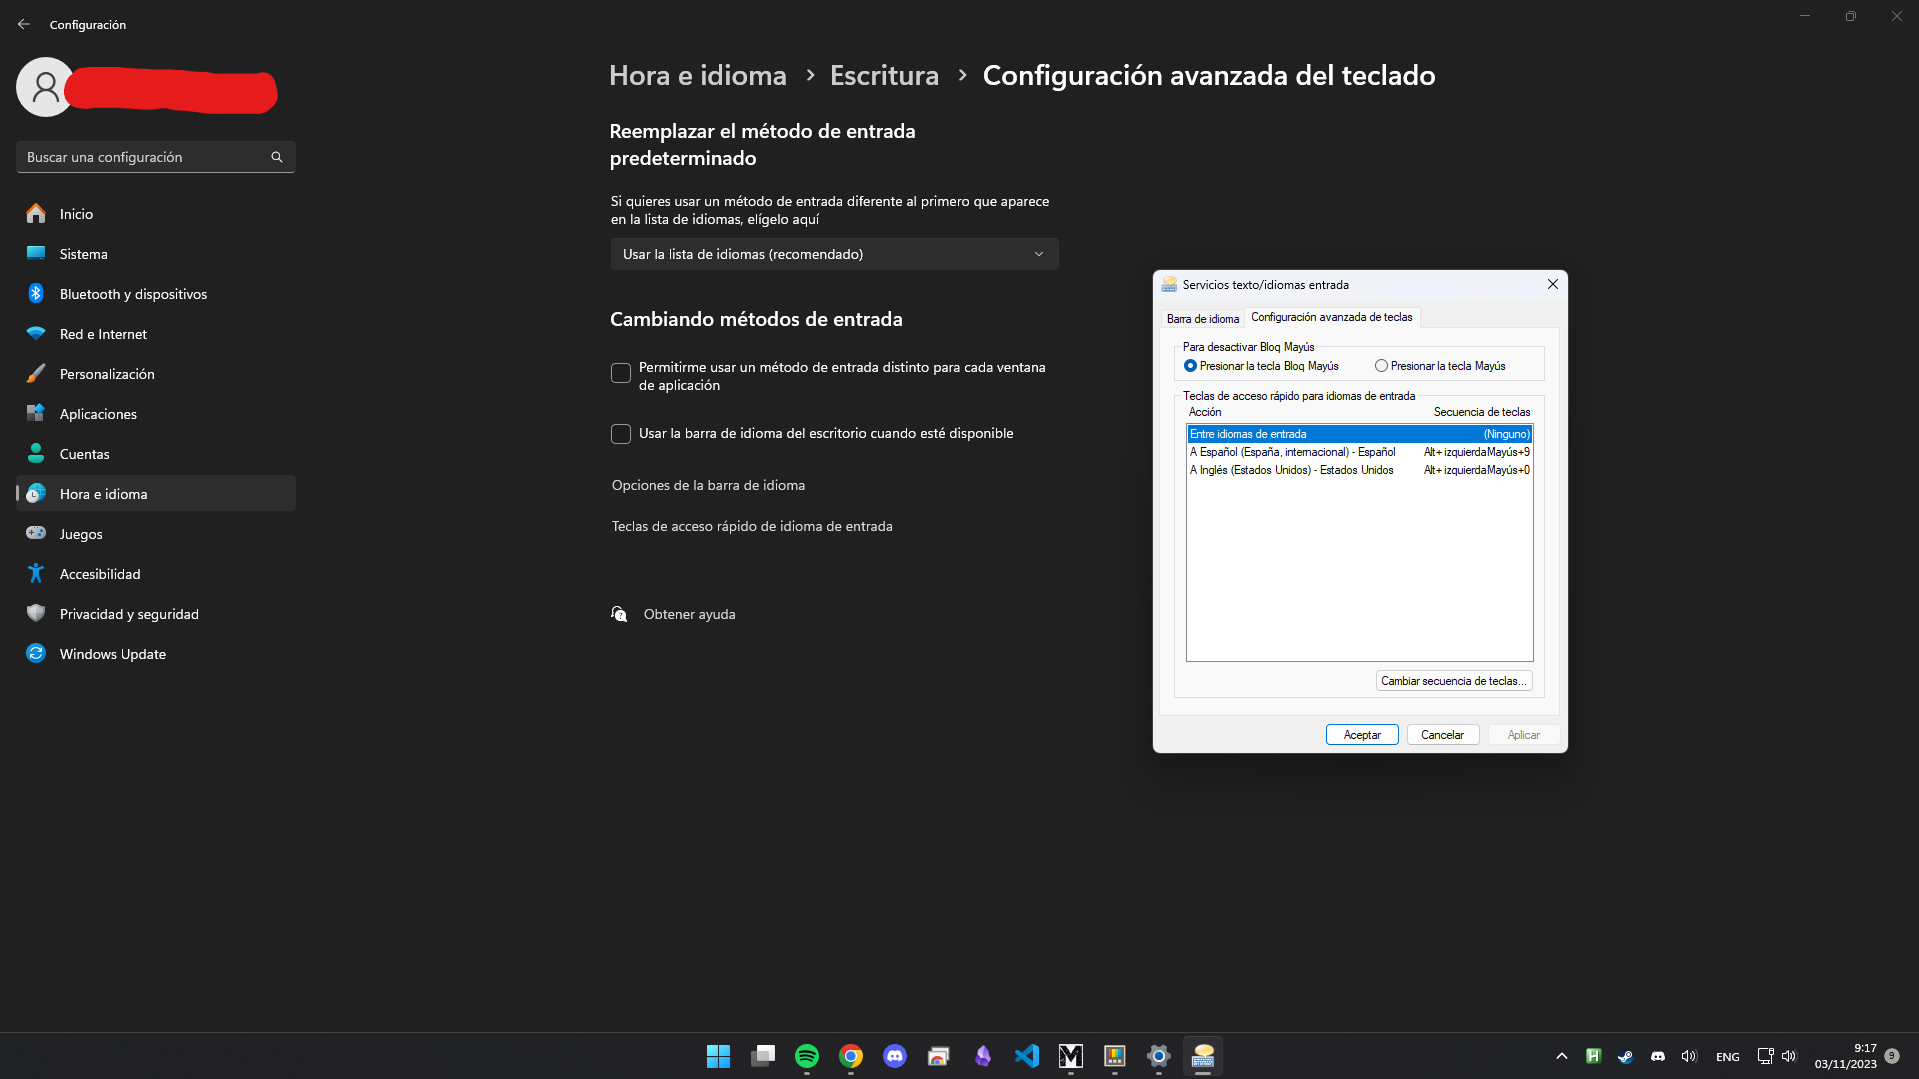 Configuración
Buscar una configuración
Inicio
Sistema
Bluetooth y dispositivos
Red e Internet
Personalización
Aplicaciones
Cuentas
Hora e idioma
Juegos
Accesibilidad
Privacidad y seguridad
Windows Update
Hora e idioma > Escritura > Configuración avanzada del teclado
Reemplazar el método de entrada
predeterminado
Si quieres usar un método de entrada diferente al primero que aparece
en la lista de idiomas, elígelo aquí
Usar la lista de idiomas (recomendado)
Cambiando métodos de entrada
Permitirme usar un método de entrada distinto para cada ventana
de aplicación
Usar la barra de idioma del escritorio cuando esté disponible
Opciones de la barra de idioma
Teclas de acceso rápido de idioma de entrada
Obtener ayuda
Servicios texto/idiomas entrada
Barra de idioma Configuración avanzada de teclas
Para desactivar Bloq Mayús
Presionar la tecla Bloq Mayús Presionar la tecla Mayús
Teclas de acceso rápido para idiomas de entrada
Acción Secuencia de teclas
Entre idiomas de entrada (Ninguno)
A Español (España, internacional) - Español Alt+ izquierdaMayús+9
A Inglés (Estados Unidos) - Estados Unidos Alt+ izquierdaMayús+0
Cambiar secuencia de teclas...
Aceptar Cancelar Aplicar
H
M
ENG
9:17
03/11/2023
9